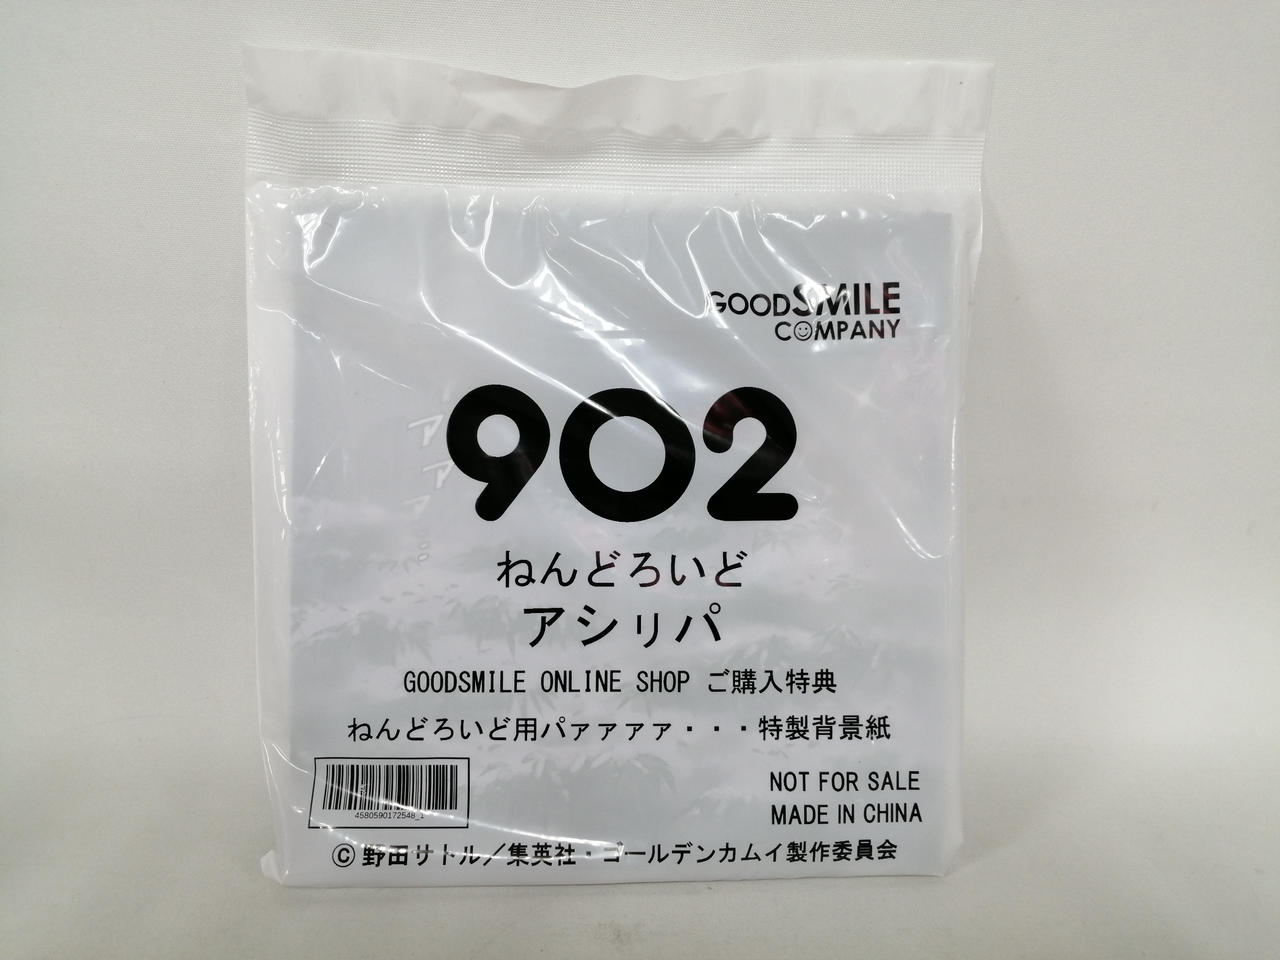 GOODSMILE
COMPANY
902
ねんどろいど
アシㇼパ
GOODSMILE ONLINE SHOP ご購入特典
ねんどろいど用パァァァァ・・・特製背景紙
NOT FOR SALE
MADE IN CHINA
4580590172548_1
©野田サトル／集英社・ゴールデンカムイ製作委員会